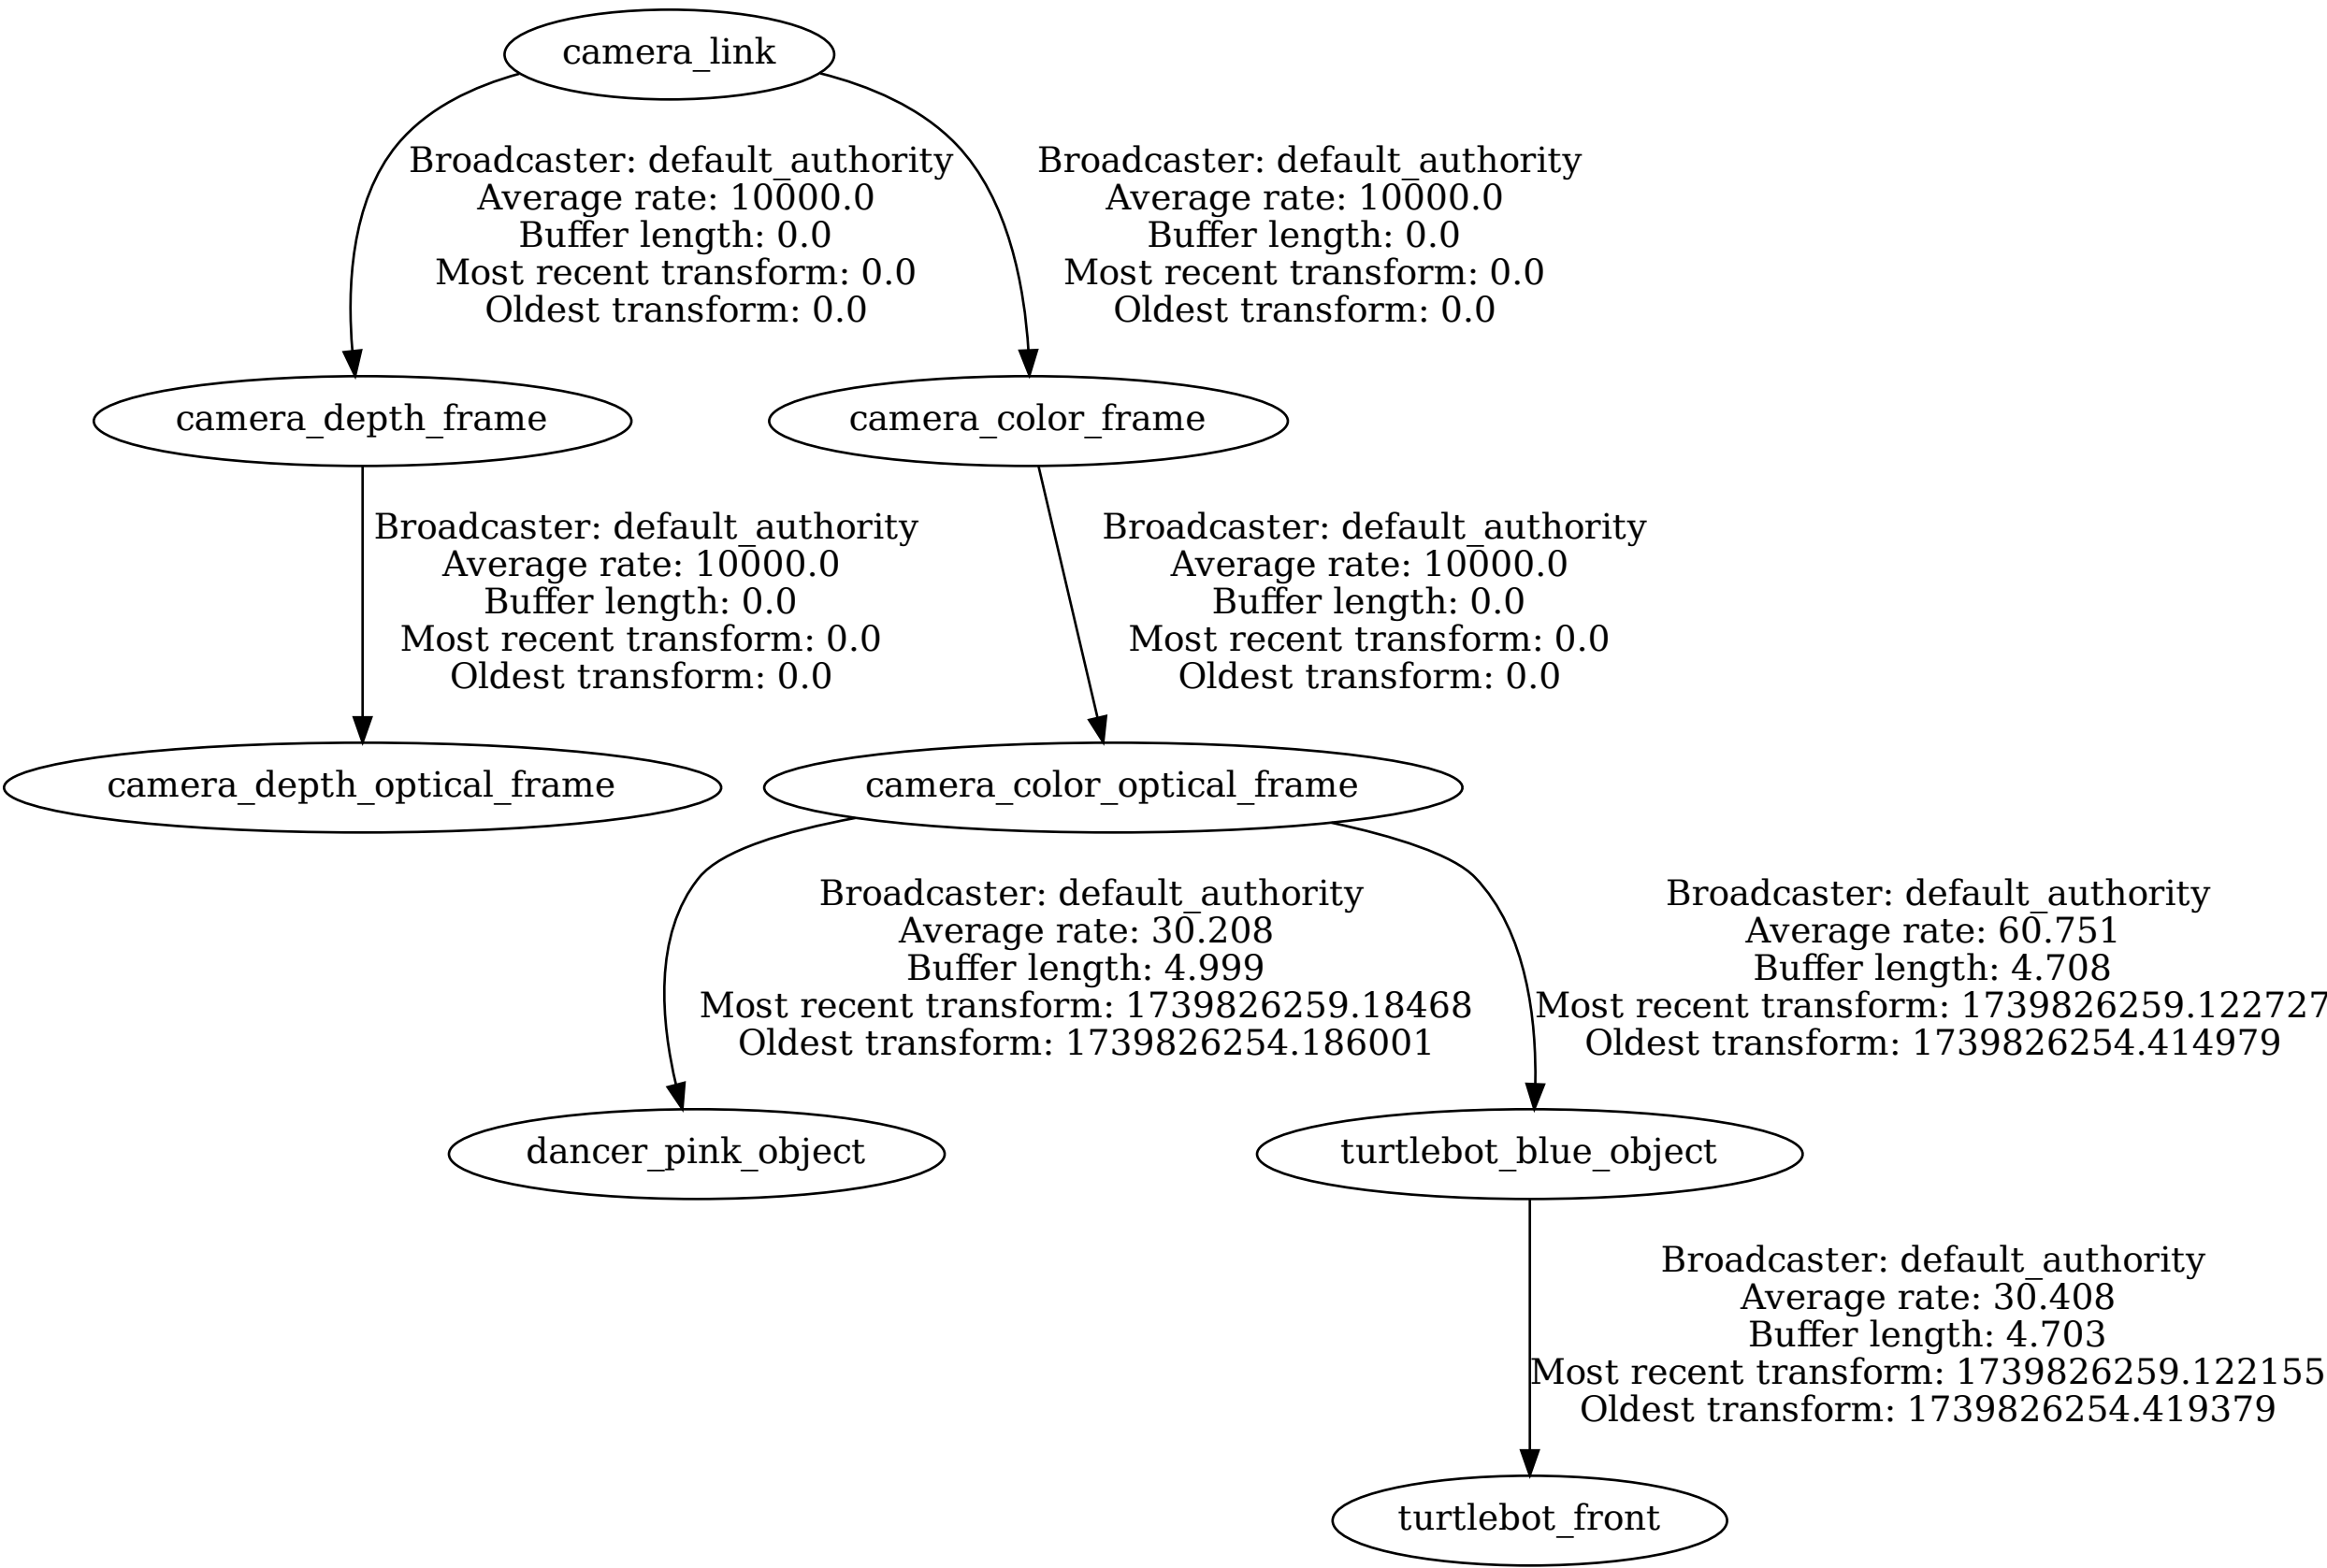 camera_link
Broadcaster: default_authority
Average rate: 10000.0
Buffer length: 0.0
Most recent transform: 0.0
Oldest transform: 0.0
Broadcaster: default_authority
Average rate: 10000.0
Buffer length: 0.0
Most recent transform: 0.0
Oldest transform: 0.0
camera_depth_frame
camera_color_frame
Broadcaster: default_authority
Average rate: 10000.0
Buffer length: 0.0
Most recent transform: 0.0
Oldest transform: 0.0
Broadcaster: default_authority
Average rate: 10000.0
Buffer length: 0.0
Most recent transform: 0.0
Oldest transform: 0.0
camera_depth_optical_frame
camera_color_optical_frame
Broadcaster: default_authority
Average rate: 30.208
Buffer length: 4.999
Most recent transform: 1739826259.18468
Oldest transform: 1739826254.186001
Broadcaster: default_authority
Average rate: 60.751
Buffer length: 4.708
Most recent transform: 1739826259.122727
Oldest transform: 1739826254.414979
dancer_pink_object
turtlebot_blue_object
Broadcaster: default_authority
Average rate: 30.408
Buffer length: 4.703
Most recent transform: 1739826259.122155
Oldest transform: 1739826254.419379
turtlebot_front